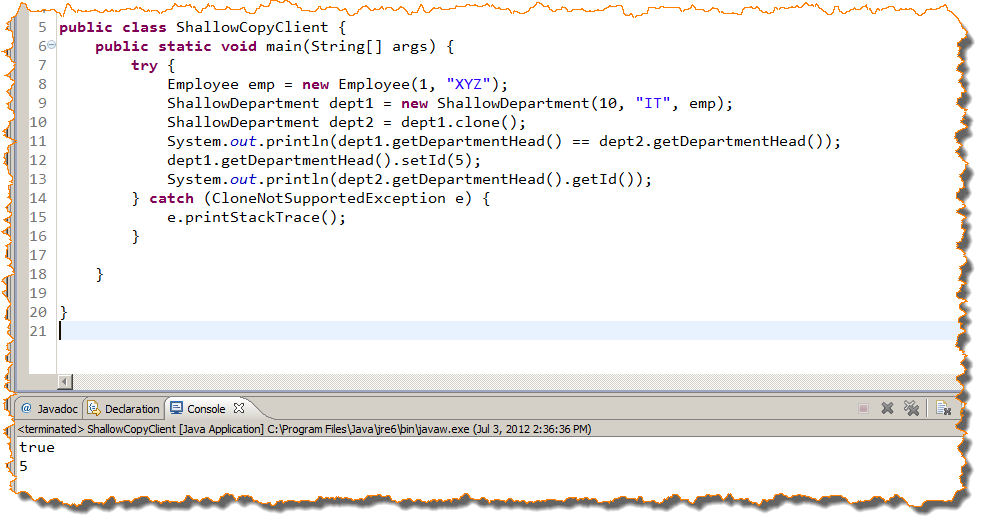 5 public class ShallowCopyClient {
6 public static void main(String[] args) {
7 try {
8 Employee emp = new Employee(1, "XYZ");
9 ShallowDepartment dept1 = new ShallowDepartment(10, "IT", emp);
10 ShallowDepartment dept2 = dept1.clone();
11 System.out.println(dept1.getDepartmentHead() == dept2.getDepartmentHead());
12 dept1.getDepartmentHead().setId(5);
13 System.out.println(dept2.getDepartmentHead().getId());
14 } catch (CloneNotSupportedException e) {
15 e.printStackTrace();
16 }
17
18 }
19
20 }
21
@ Javadoc Declaration Console
<terminated> ShallowCopyClient [Java Application] C:\Program Files\Java\jre6\bin\javaw.exe (Jul 3, 2012 2:36:36 PM)
true
5